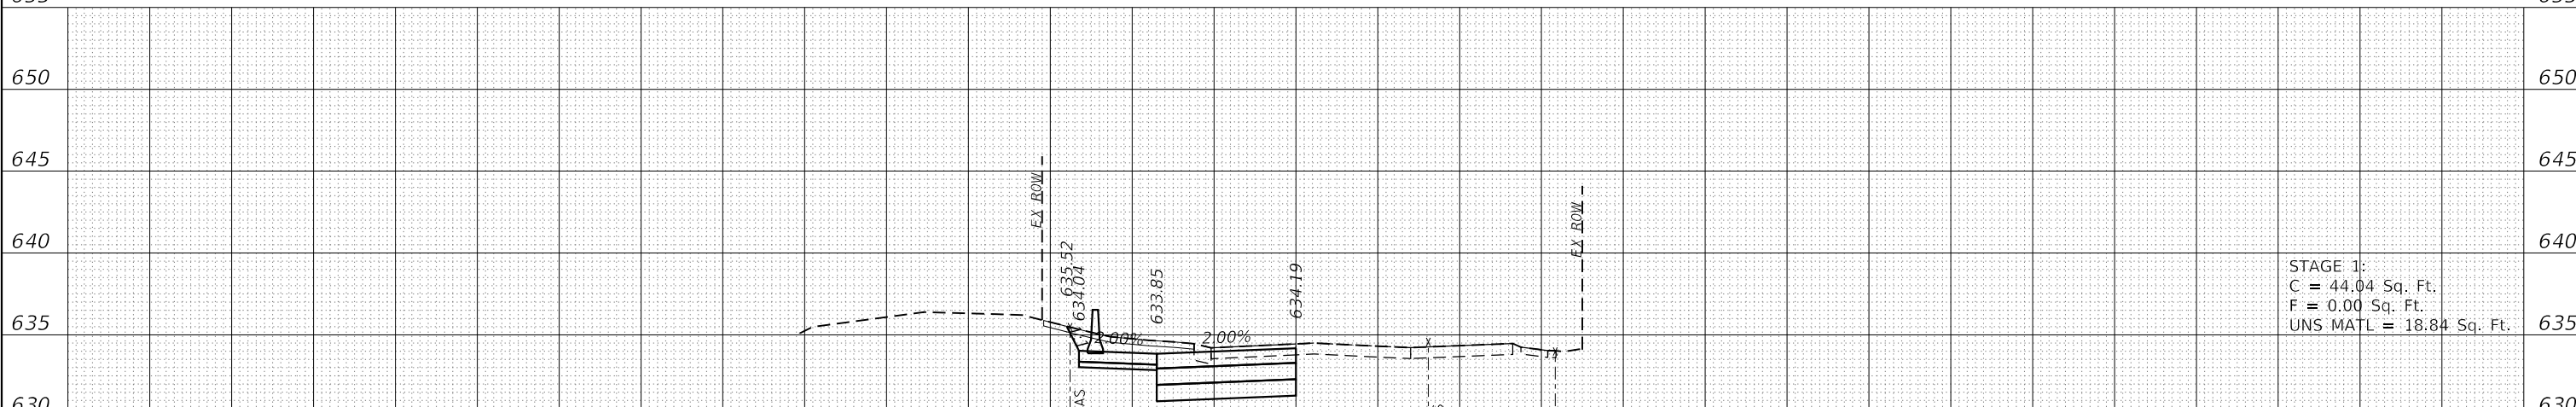 650 650
645 645
640 640
635 635
630 630
EX ROW
EX ROW
635.52
634.04
633.85
634.19
2.00%
2.00%
AS
STAGE 1:
C = 44.04 Sq. Ft.
F = 0.00 Sq. Ft.
UNS MATL = 18.84 Sq. Ft.